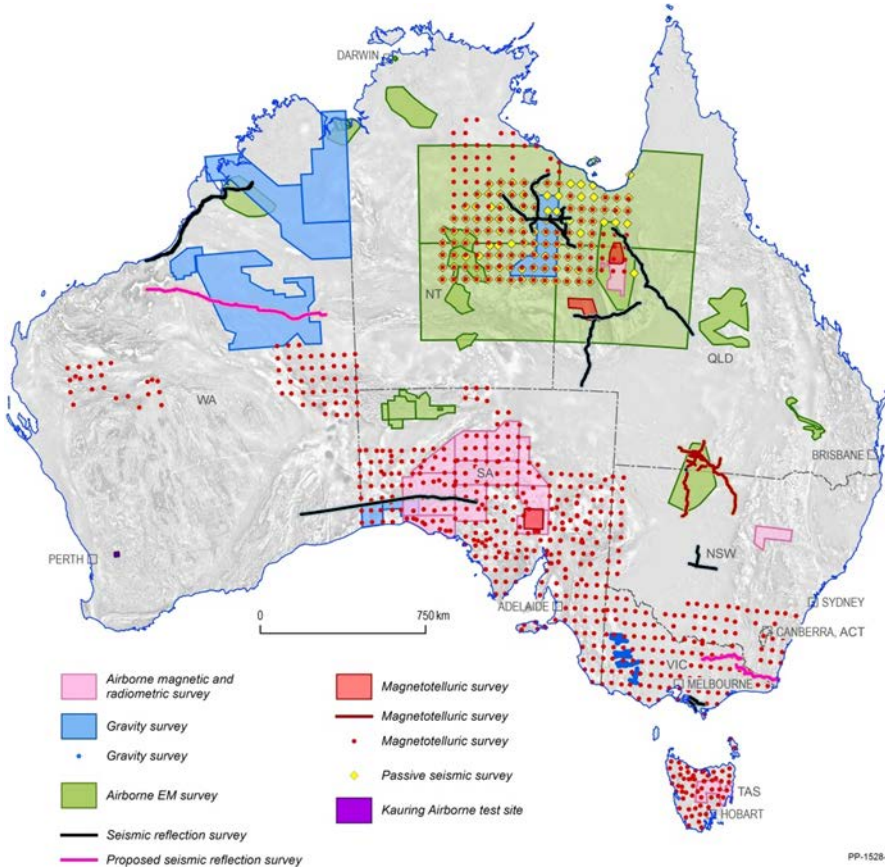 DARWIN
NT
QLD
WA
BRISBANE
SA
PERTH
NSW
ADELAIDE
SYDNEY
CANBERRA, ACT
0
750 km
VIC
MELBOURNE
TAS
HOBART
Airborne magnetic and
radiometric survey
Gravity survey
Gravity survey
Airborne EM survey
Seismic reflection survey
Proposed seismic reflection survey
Magnetotelluric survey
Magnetotelluric survey
Magnetotelluric survey
Passive seismic survey
Kauring Airborne test site
PP-1528-